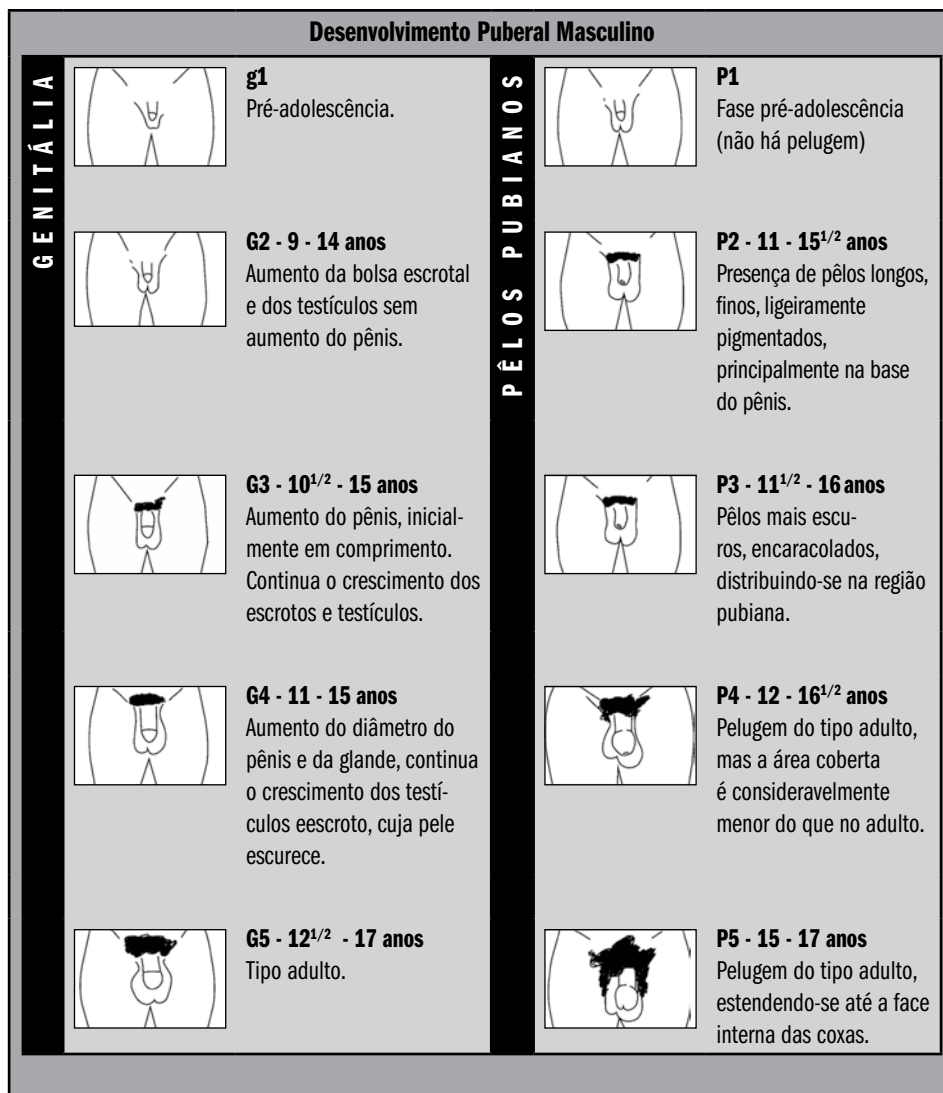 Desenvolvimento Puberal Masculino
GENITÁLIA
g1
Pré-adolescência.
G2 - 9 - 14 anos
Aumento da bolsa escrotal
e dos testículos sem
aumento do pênis.
G3 - 10 1/2 - 15 anos
Aumento do pênis, inicial-
mente em comprimento.
Continua o crescimento dos
escrotos e testículos.
G4 - 11 - 15 anos
Aumento do diâmetro do
pênis e da glande, continua
o crescimento dos testí-
culos eescroto, cuja pele
escurece.
G5 - 12 1/2 - 17 anos
Tipo adulto.
PÊLOS PUBIANOS
P1
Fase pré-adolescência
(não há pelugem)
P2 - 11 - 15 1/2 anos
Presença de pêlos longos,
finos, ligeiramente
pigmentados,
principalmente na base
do pênis.
P3 - 11 1/2 - 16 anos
Pêlos mais escu-
ros, encaracolados,
distribuindo-se na região
pubiana.
P4 - 12 - 16 1/2 anos
Pelugem do tipo adulto,
mas a área coberta
é consideravelmente
menor do que no adulto.
P5 - 15 - 17 anos
Pelugem do tipo adulto,
estendendo-se até a face
interna das coxas.